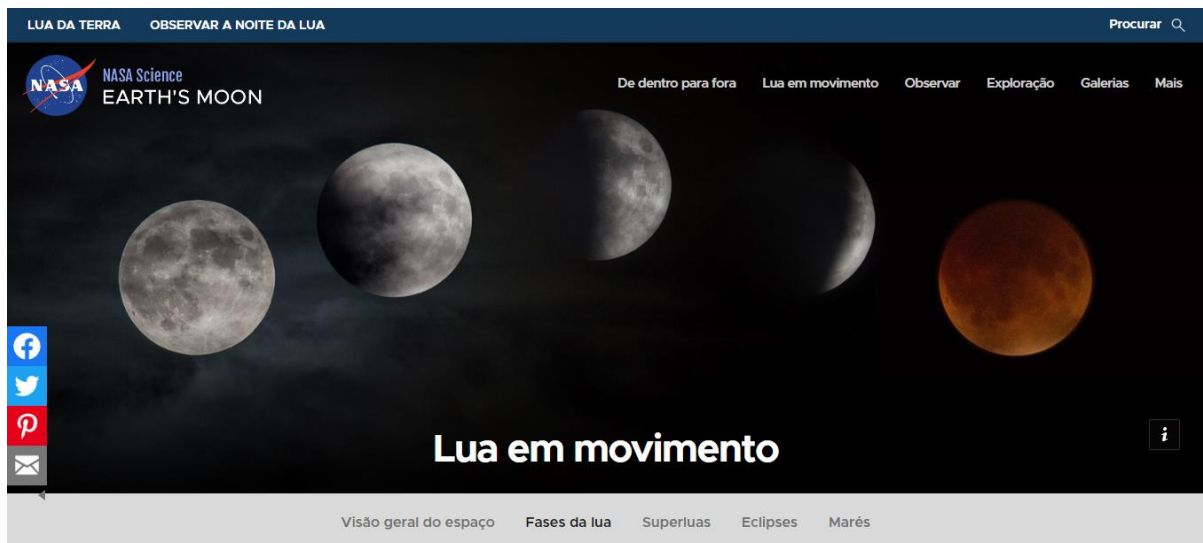 LUA DA TERRA OBSERVAR A NOITE DA LUA Procurar
NASA
NASA Science
EARTH'S MOON
De dentro para fora Lua em movimento Observar Exploração Galerias Mais
Lua em movimento
i
Visão geral do espaço Fases da lua Superluas Eclipses Marés